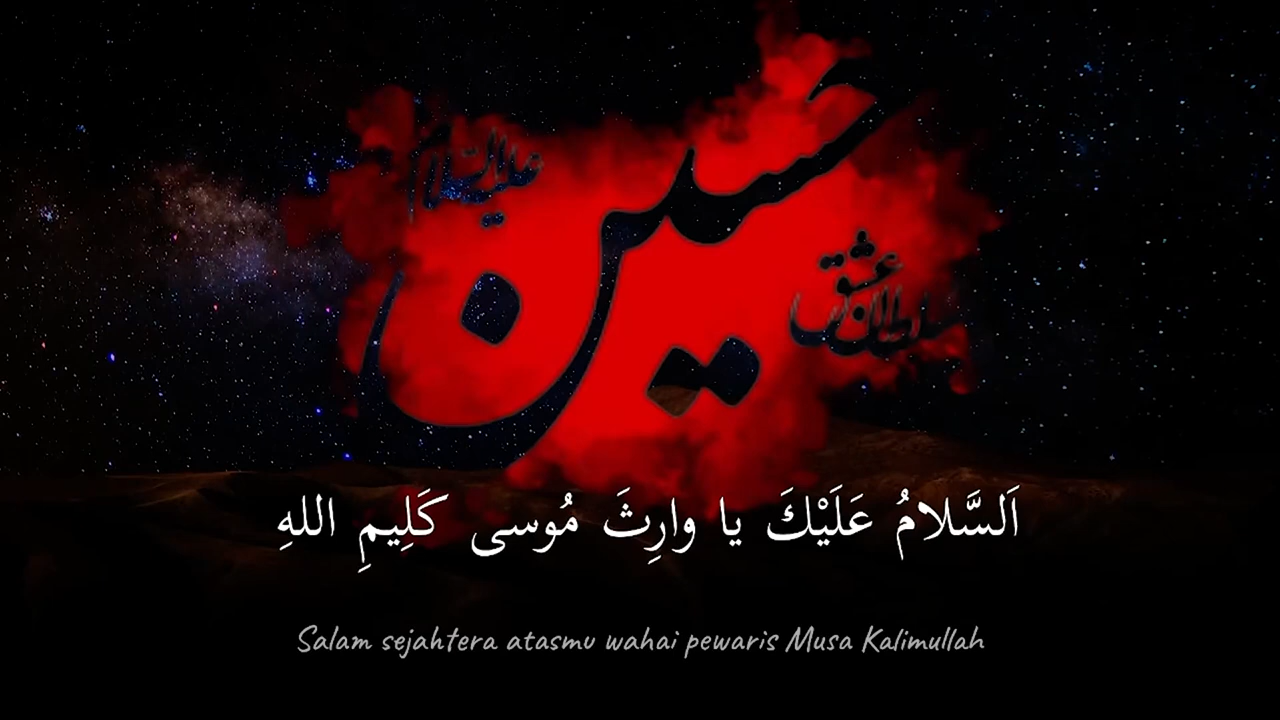 حسین
علیه السلام
سلطان عشق
اَلسَّلامُ عَلَيْكَ يا وارِثَ مُوسى كَلِيمِ اللهِ
Salam sejahtera atasmu wahai pewaris Musa Kalimullah